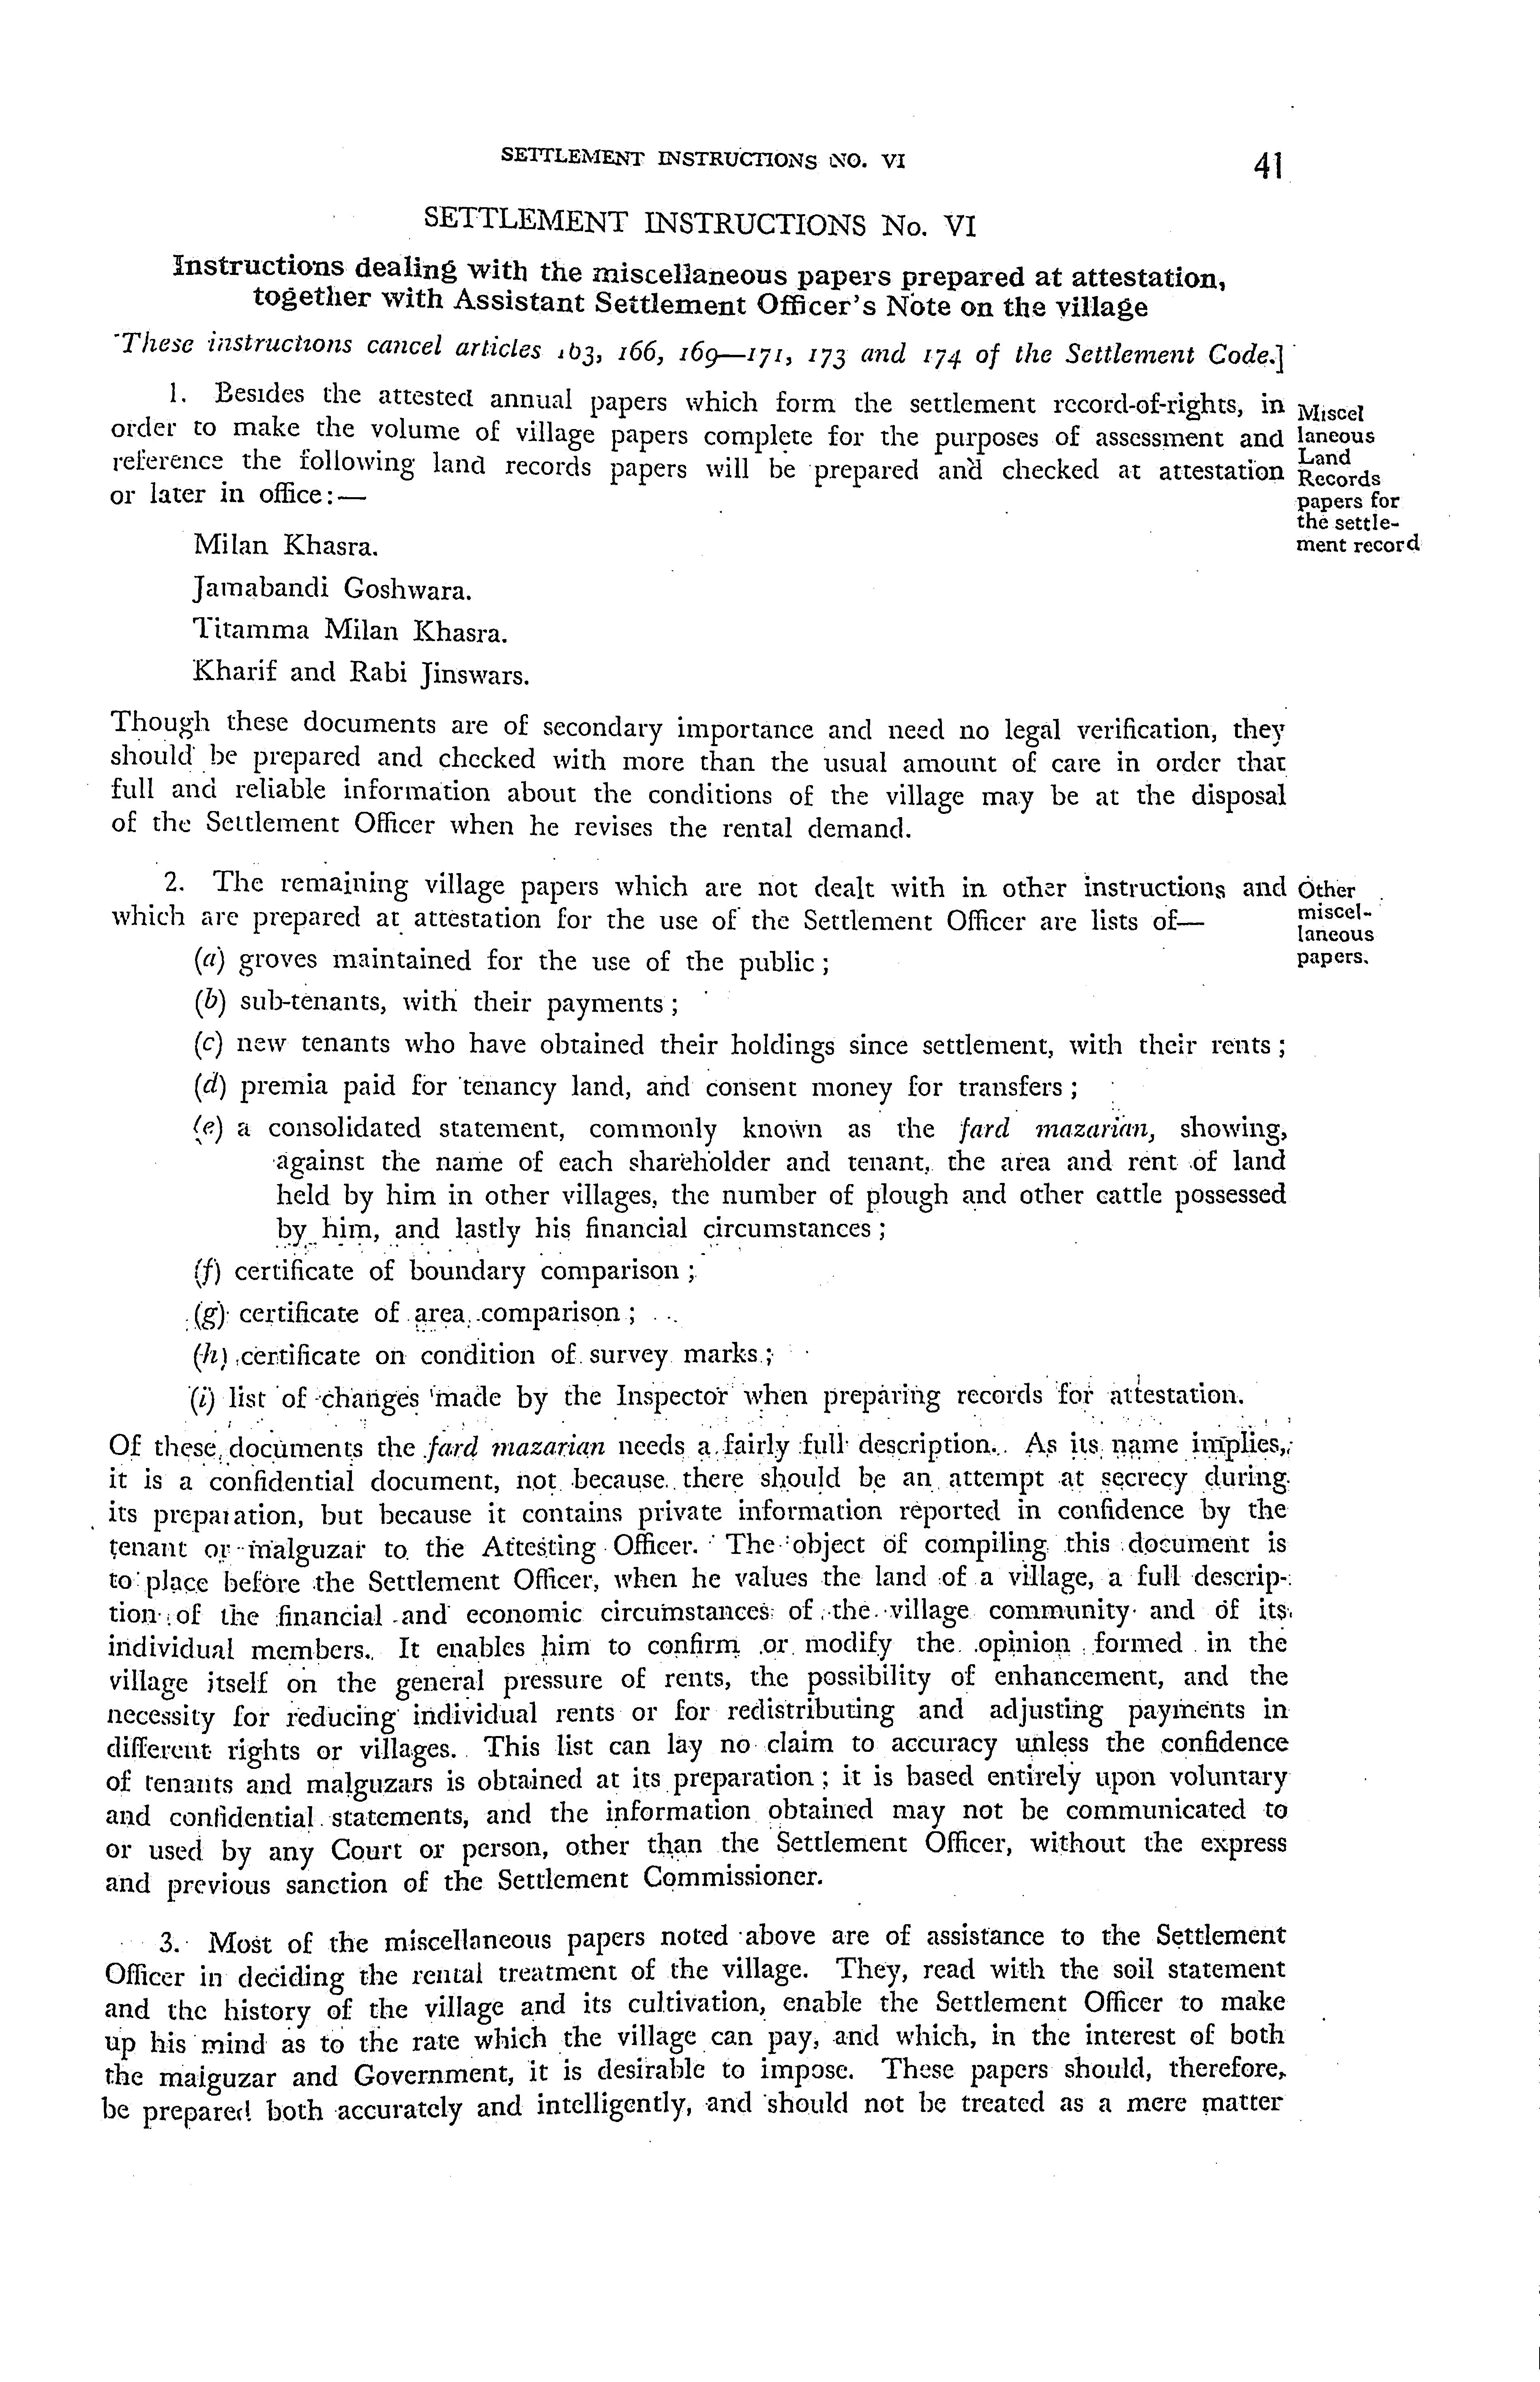 SETTLEMENT INSTRUCTIONS NO. VI
41
SETTLEMENT INSTRUCTIONS No. VI
Instructions dealing with the miscellaneous papers prepared at attestation,
together with Assistant Settlement Officer's Note on the village
These instructions cancel articles 163, 166, 169—171, 173 and 174 of the Settlement Code.]
1. Besides the attested annual papers which form the settlement record-of-rights, in
order to make the volume of village papers complete for the purposes of assessment and
reference the following land records papers will be prepared and checked at attestation
or later in office:—
Miscel
laneous
Land
Records
papers for
the settle-
ment record
Milan Khasra.
Jamabandi Goshwara.
Titamma Milan Khasra.
Kharif and Rabi Jinswars.
Though these documents are of secondary importance and need no legal verification, they
should be prepared and checked with more than the usual amount of care in order that
full and reliable information about the conditions of the village may be at the disposal
of the Settlement Officer when he revises the rental demand.
2. The remaining village papers which are not dealt with in other instructions and
which are prepared at attestation for the use of the Settlement Officer are lists of—
Other
miscel-
laneous
papers.
(a) groves maintained for the use of the public ;
(b) sub-tenants, with their payments ;
(c) new tenants who have obtained their holdings since settlement, with their rents ;
(d) premia paid for tenancy land, and consent money for transfers ;
(e) a consolidated statement, commonly known as the fard mazarian, showing,
against the name of each shareholder and tenant, the area and rent of land
held by him in other villages, the number of plough and other cattle possessed
by him, and lastly his financial circumstances ;
(f) certificate of boundary comparison ;
(g) certificate of area comparison ;
(h) certificate on condition of survey marks ;
(i) list of changes made by the Inspector when preparing records for attestation.
Of these documents the fard mazarian needs a fairly full description. As its name implies,
it is a confidential document, not because there should be an attempt at secrecy during
its preparation, but because it contains private information reported in confidence by the
tenant or malguzar to the Attesting Officer. The object of compiling this document is
to place before the Settlement Officer, when he values the land of a village, a full descrip-
tion of the financial and economic circumstances of the village community and of its
individual members. It enables him to confirm or modify the opinion formed in the
village itself on the general pressure of rents, the possibility of enhancement, and the
necessity for reducing individual rents or for redistributing and adjusting payments in
different rights or villages. This list can lay no claim to accuracy unless the confidence
of tenants and malguzars is obtained at its preparation ; it is based entirely upon voluntary
and confidential statements, and the information obtained may not be communicated to
or used by any Court or person, other than the Settlement Officer, without the express
and previous sanction of the Settlement Commissioner.
3. Most of the miscellaneous papers noted above are of assistance to the Settlement
Officer in deciding the rental treatment of the village. They, read with the soil statement
and the history of the village and its cultivation, enable the Settlement Officer to make
up his mind as to the rate which the village can pay, and which, in the interest of both
the malguzar and Government, it is desirable to impose. These papers should, therefore,
be prepared both accurately and intelligently, and should not be treated as a mere matter